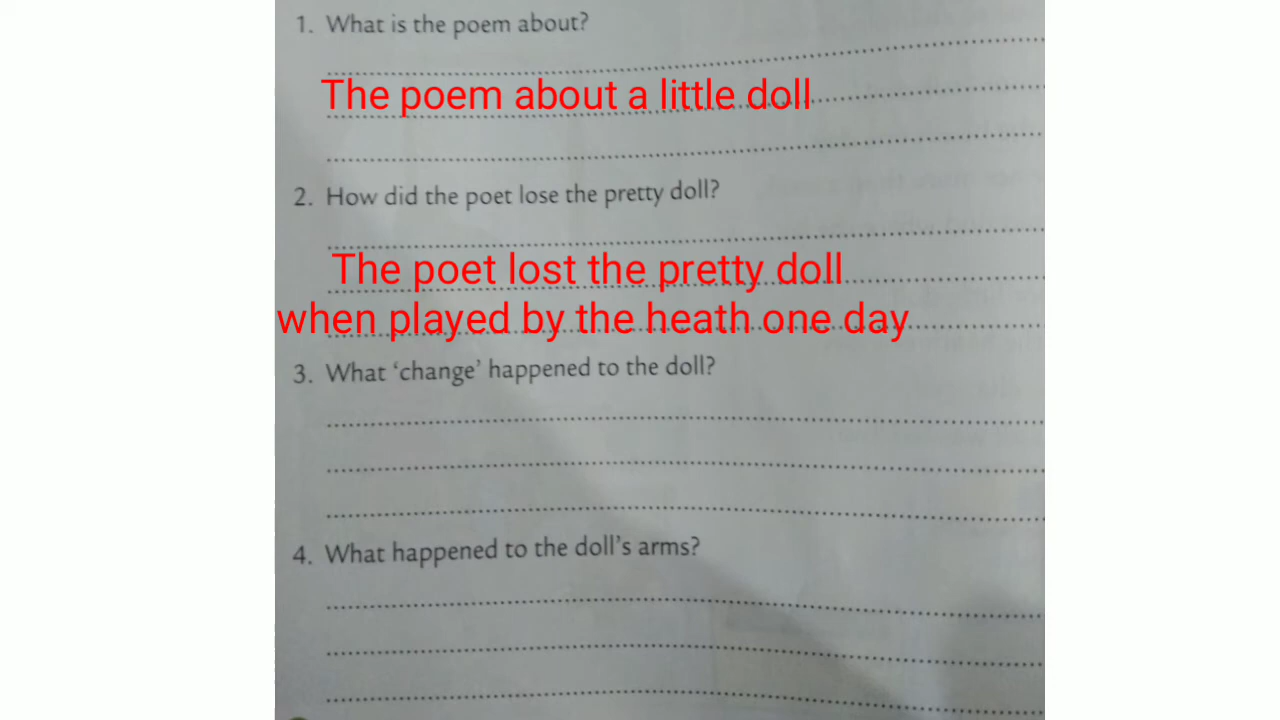 1. What is the poem about?
The poem about a little doll
2. How did the poet lose the pretty doll?
The poet lost the pretty doll
when played by the heath one day
3. What ‘change’ happened to the doll?
4. What happened to the doll’s arms?